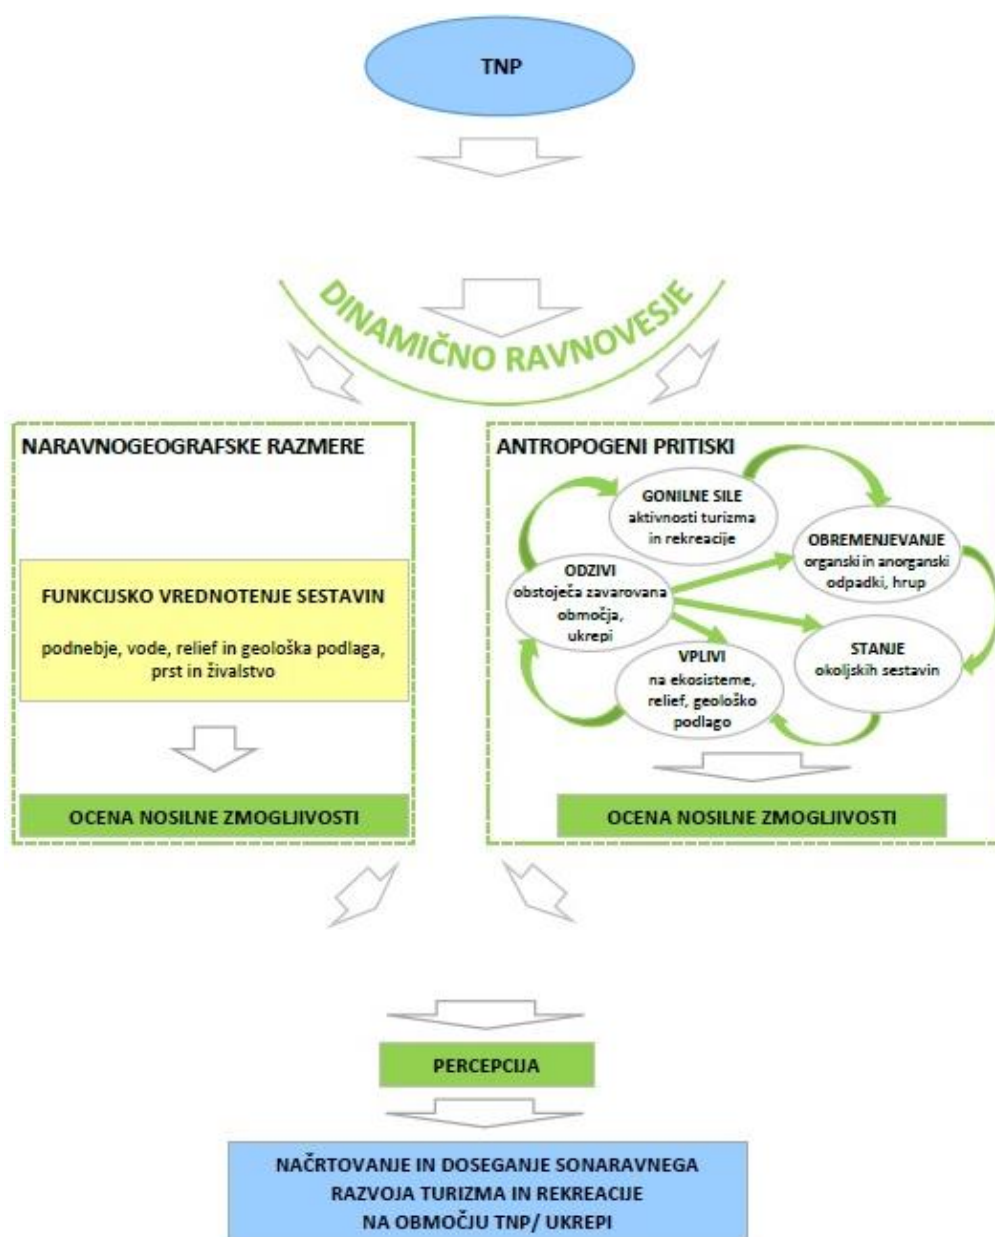 TNP
DINAMIČNO RAVNOVESJE
NARAVNOGEOGRAFSKE RAZMERE
FUNKCIJSKO VREDNOTENJE SESTAVIN
podnebje, vode, relief in geološka podlaga,
prst in živalstvo
OCENA NOSILNE ZMOGLJIVOSTI
ANTROPOGENI PRITISKI
GONILNE SILE
aktivnosti turizma
in rekreacije
OBREMENJEVANJE
organski in anorganski
odpadki, hrup
ODZIVI
obstoječa zavarovana
območja,
ukrepi
STANJE
okoljskih sestavin
VPLIVI
na ekosisteme,
relief, geološko
podlago
OCENA NOSILNE ZMOGLJIVOSTI
PERCEPCIJA
NAČRTOVANJE IN DOSEGANJE SONARAVNEGA
RAZVOJA TURIZMA IN REKREACIJE
NA OBMOČJU TNP/ UKREPI